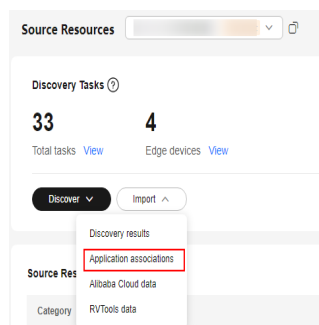 Source Resources
Discovery Tasks ?
33
4
Total tasks View
Edge devices View
Discover
Import
Discovery results
Application associations
Source Res
Alibaba Cloud data
Category
RVTools data